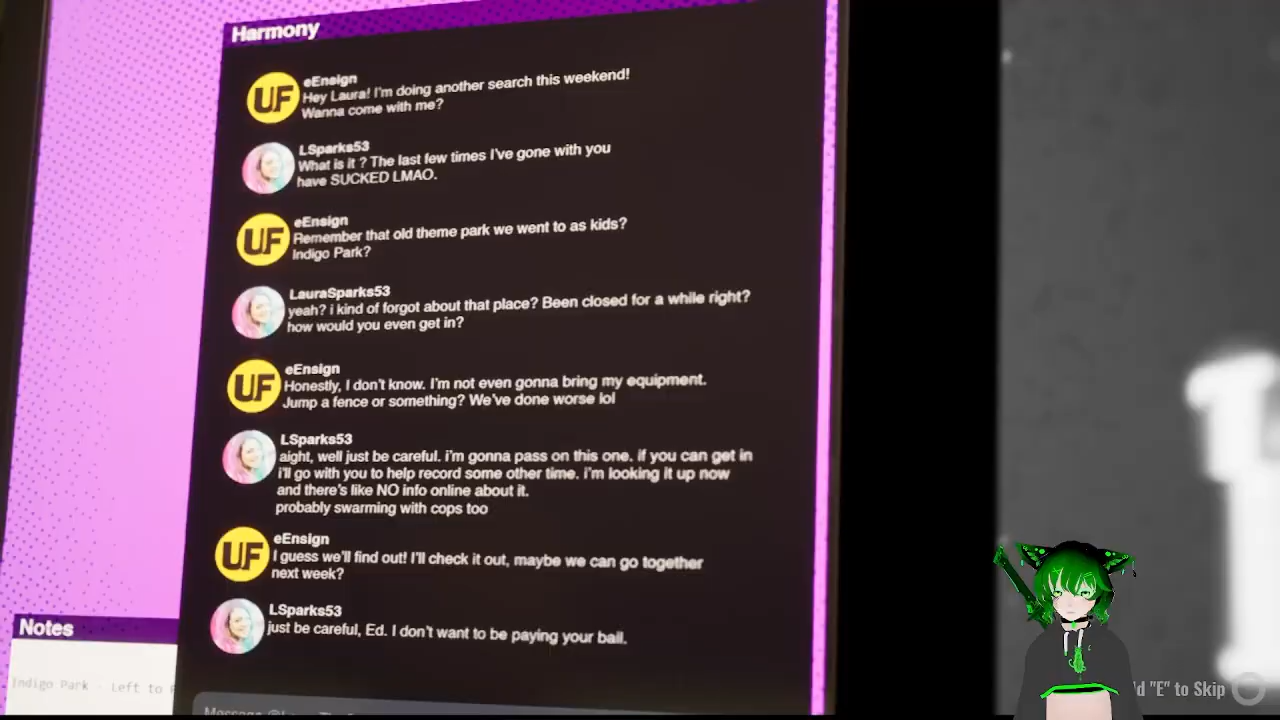 Harmony
eEnsign
Hey Laura! I'm doing another search this weekend!
Wanna come with me?
LSparks53
What is it ? The last few times I've gone with you
have SUCKED LMAO.
eEnsign
Remember that old theme park we went to as kids?
Indigo Park?
LauraSparks53
yeah? i kind of forgot about that place? Been closed for a while right?
how would you even get in?
eEnsign
Honestly, I don't know. I'm not even gonna bring my equipment.
Jump a fence or something? We've done worse lol
LSparks53
aight, well just be careful. i'm gonna pass on this one. if you can get in
i'll go with you to help record some other time. i'm looking it up now
and there's like NO info online about it.
probably swarming with cops too
eEnsign
I guess we'll find out! I'll check it out, maybe we can go together
next week?
LSparks53
just be careful, Ed. I don't want to be paying your bail.
UF
UF
UF
UF
Notes
Indigo Park - Left to
Message
"E" to Skip